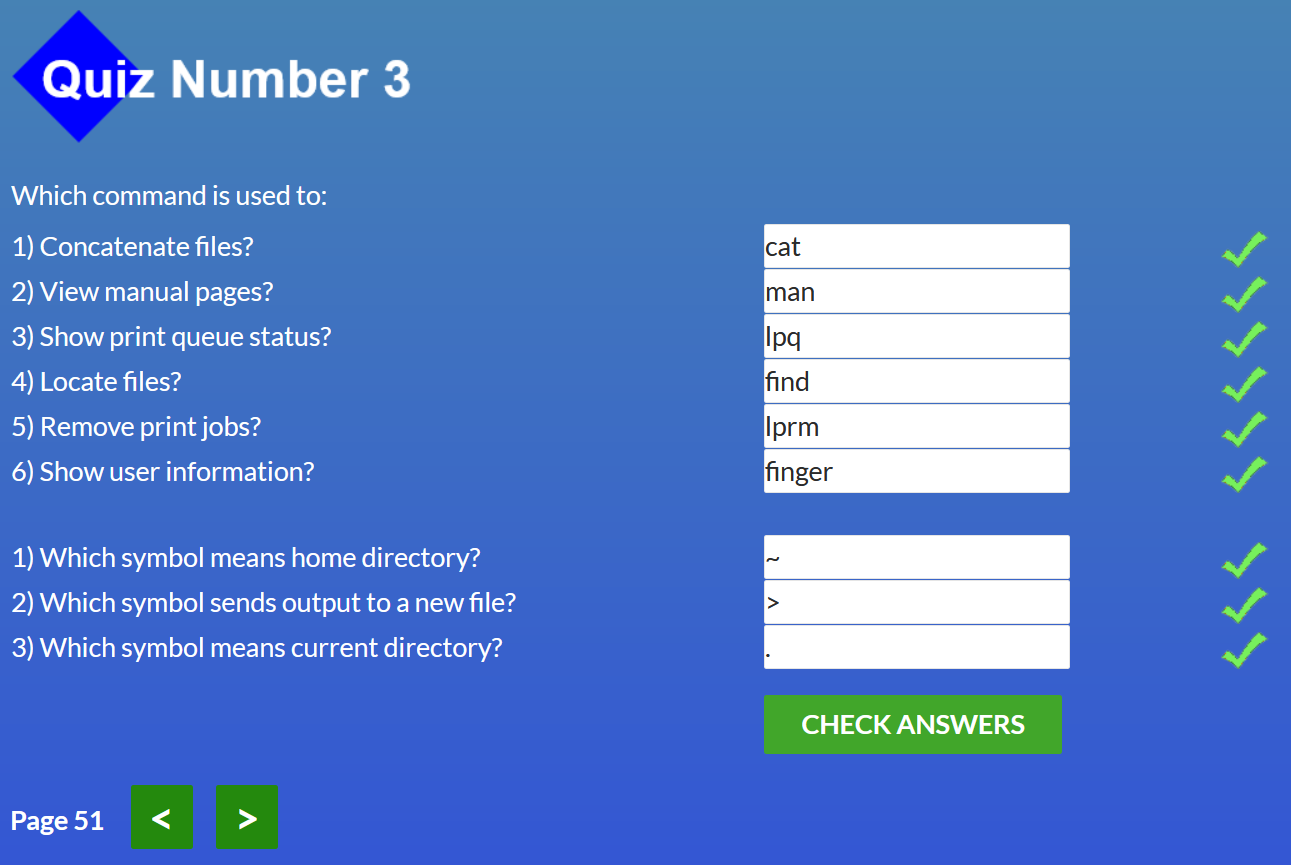 Quiz Number 3
Which command is used to:
1) Concatenate files? cat
2) View manual pages? man
3) Show print queue status? lpq
4) Locate files? find
5) Remove print jobs? lprm
6) Show user information? finger
1) Which symbol means home directory? ~
2) Which symbol sends output to a new file? >
3) Which symbol means current directory? .
CHECK ANSWERS
Page 51 < >